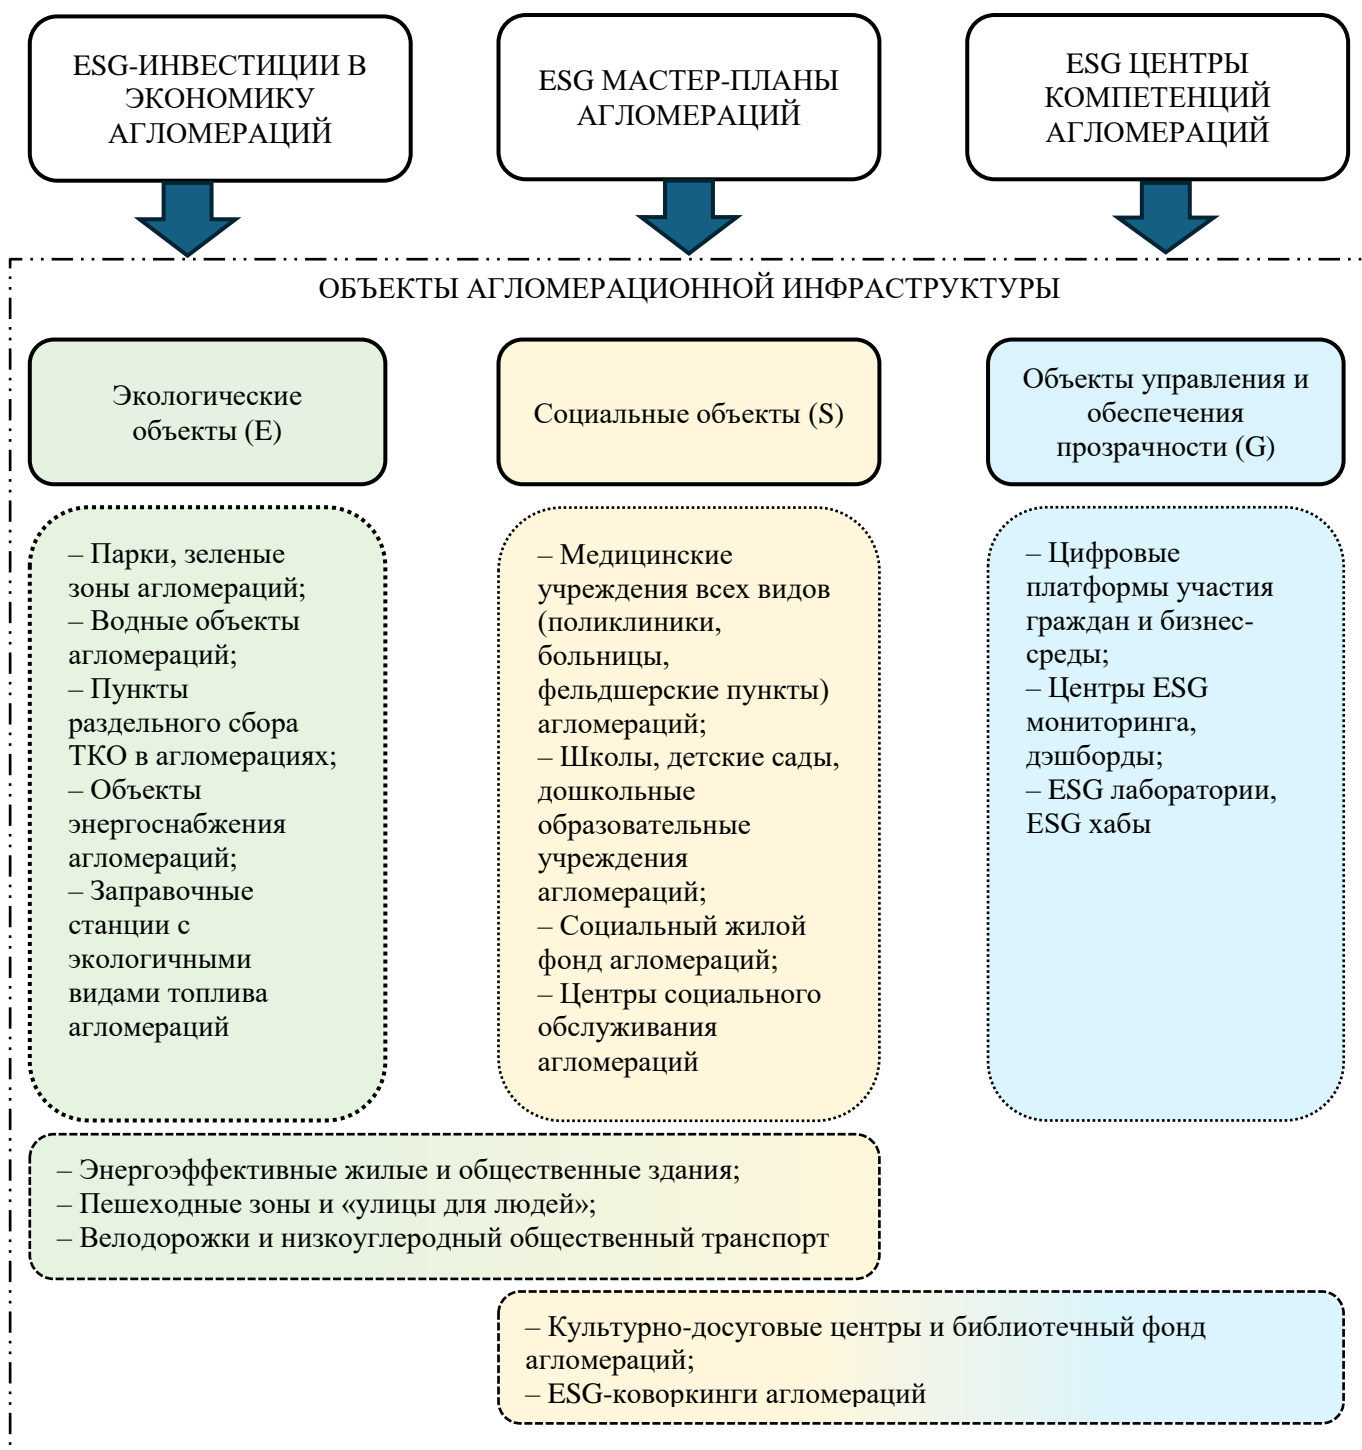 ESG-ИНВЕСТИЦИИ В
ЭКОНОМИКУ
АГЛОМЕРАЦИЙ
ESG МАСТЕР-ПЛАНЫ
АГЛОМЕРАЦИЙ
ESG ЦЕНТРЫ
КОМПЕТЕНЦИЙ
АГЛОМЕРАЦИЙ
ОБЪЕКТЫ АГЛОМЕРАЦИОННОЙ ИНФРАСТРУКТУРЫ
Экологические
объекты (E)
Социальные объекты (S)
Объекты управления и
обеспечения
прозрачности (G)
– Парки, зеленые
зоны агломераций;
– Водные объекты
агломераций;
– Пункты
раздельного сбора
ТКО в агломерациях;
– Объекты
энергоснабжения
агломераций;
– Заправочные
станции с
экологичными
видами топлива
агломераций
– Медицинские
учреждения всех видов
(поликлиники,
больницы,
фельдшерские пункты)
агломераций;
– Школы, детские сады,
дошкольные
образовательные
учреждения
агломераций;
– Социальный жилой
фонд агломераций;
– Центры социального
обслуживания
агломераций
– Цифровые
платформы участия
граждан и бизнес-
среды;
– Центры ESG
мониторинга,
дэшборды;
– ESG лаборатории,
ESG хабы
– Энергоэффективные жилые и общественные здания;
– Пешеходные зоны и «улицы для людей»;
– Велодорожки и низкоуглеродный общественный транспорт
– Культурно-досуговые центры и библиотечный фонд
агломераций;
– ESG-коворкинги агломераций